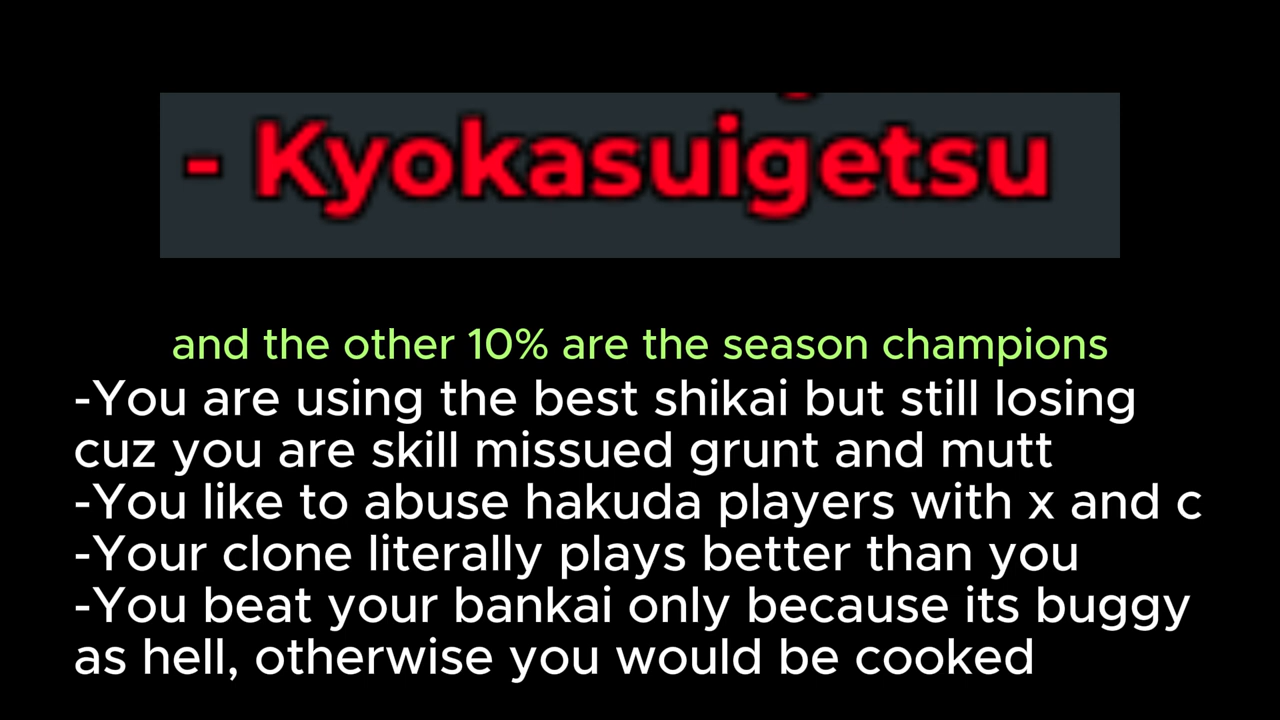 - Kyokasuigetsu
and the other 10% are the season champions
-You are using the best shikai but still losing
cuz you are skill missued grunt and mutt
-You like to abuse hakuda players with x and c
-Your clone literally plays better than you
-You beat your bankai only because its buggy
as hell, otherwise you would be cooked